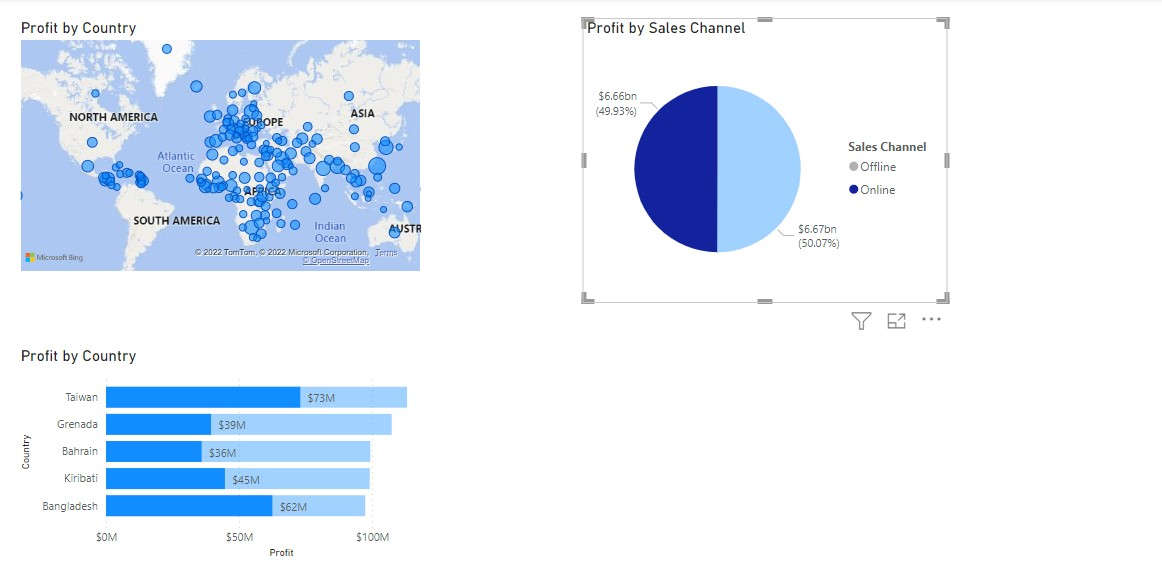 Profit by Country
NORTH AMERICA
EUROPE
ASIA
Atlantic
Ocean
AFRICA
SOUTH AMERICA
Indian
Ocean
AUSTR
Microsoft Bing
© 2022 TomTom, © 2022 Microsoft Corporation, Terms
© OpenStreetMap
Profit by Sales Channel
$6.66bn
(49.93%)
$6.67bn
(50.07%)
Sales Channel
Offline
Online
Profit by Country
Country
Taiwan $73M
Grenada $39M
Bahrain $36M
Kiribati $45M
Bangladesh $62M
$0M $50M $100M
Profit